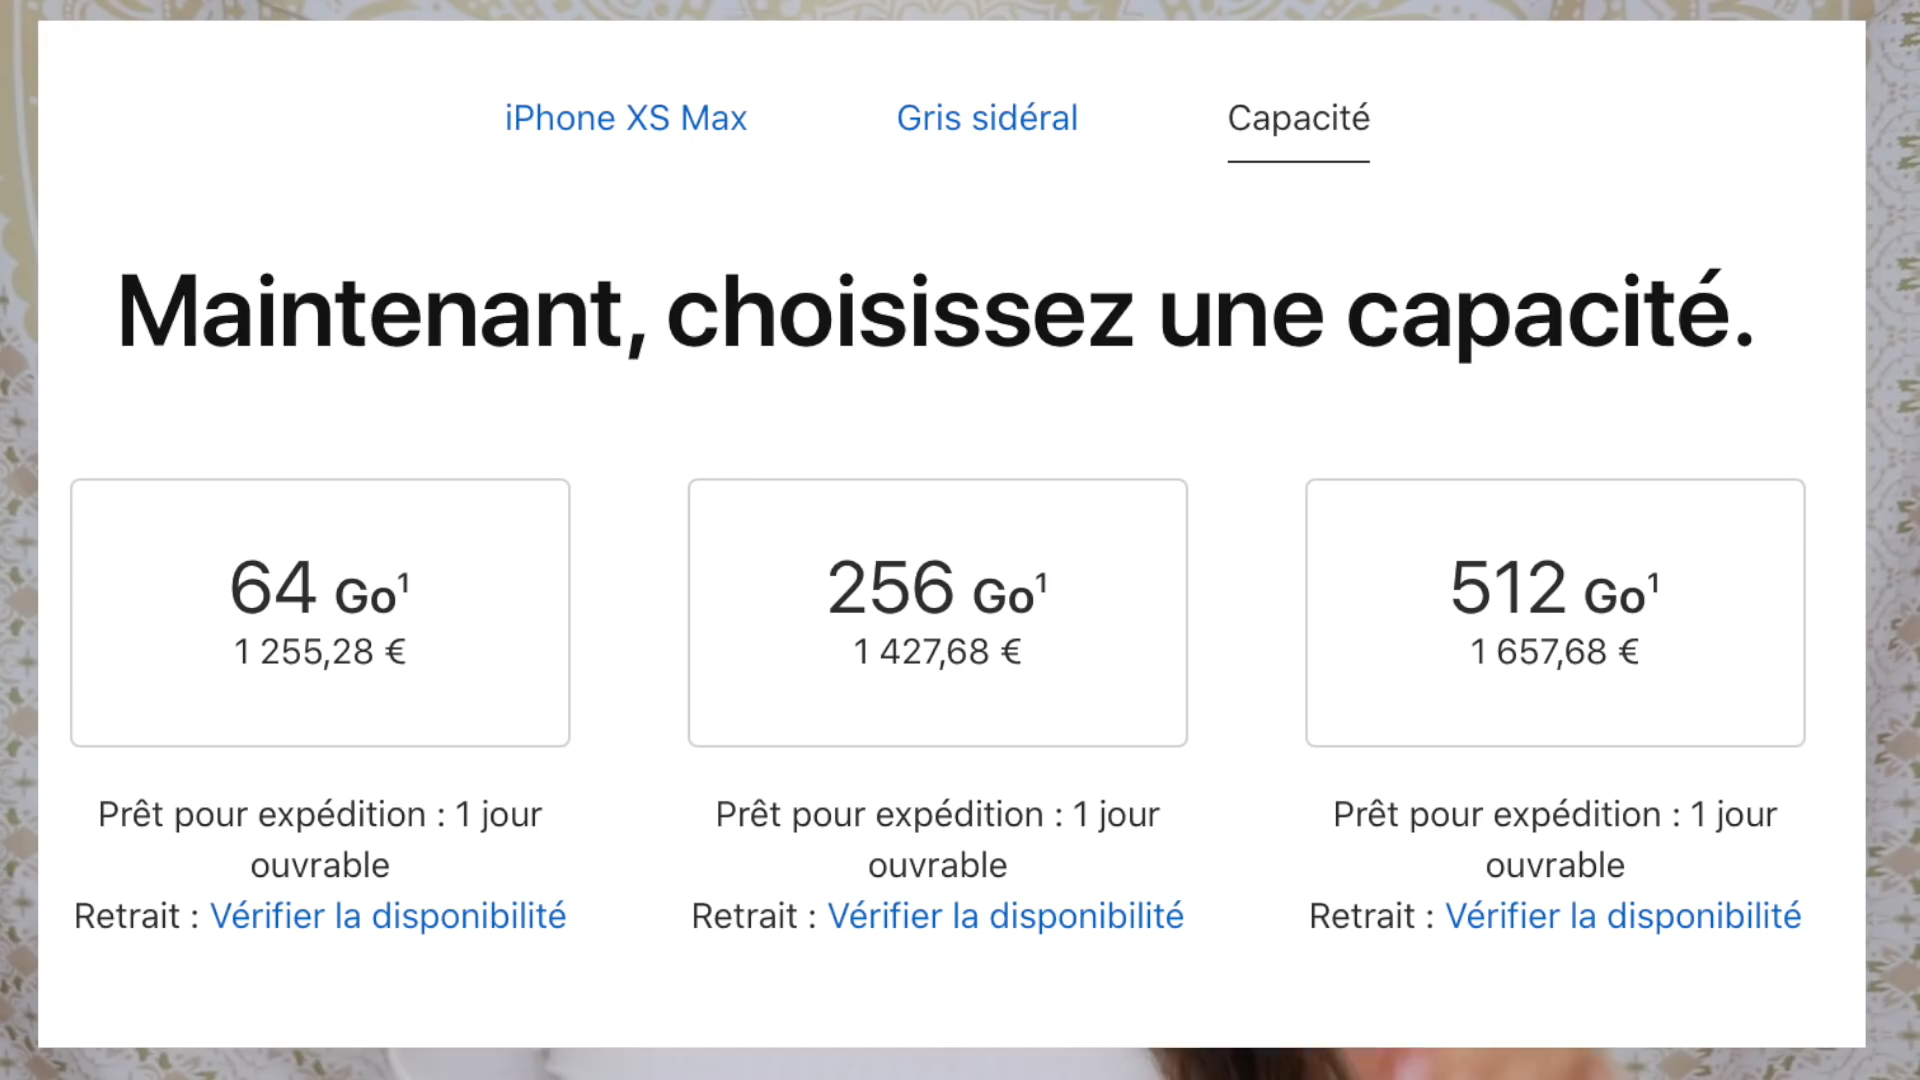 iPhone XS Max Gris sidéral Capacité
Maintenant, choisissez une capacité.
64 Go¹ 256 Go¹ 512 Go¹
1 255,28 € 1 427,68 € 1 657,68 €
Prêt pour expédition : 1 jour Prêt pour expédition : 1 jour Prêt pour expédition : 1 jour
ouvrable ouvrable ouvrable
Retrait : Vérifier la disponibilité Retrait : Vérifier la disponibilité Retrait : Vérifier la disponibilité